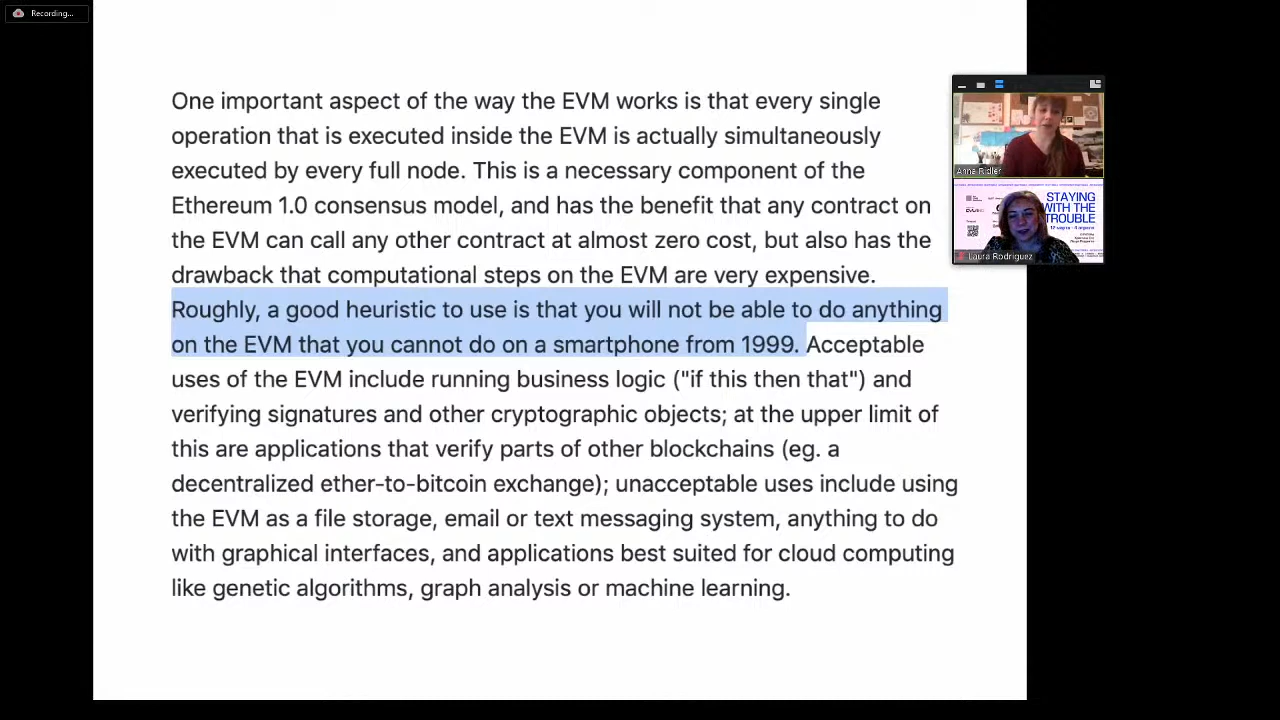 Recording...
One important aspect of the way the EVM works is that every single
operation that is executed inside the EVM is actually simultaneously
executed by every full node. This is a necessary component of the
Ethereum 1.0 consensus model, and has the benefit that any contract on
the EVM can call any other contract at almost zero cost, but also has the
drawback that computational steps on the EVM are very expensive.
Roughly, a good heuristic to use is that you will not be able to do anything
on the EVM that you cannot do on a smartphone from 1999. Acceptable
uses of the EVM include running business logic ("if this then that") and
verifying signatures and other cryptographic objects; at the upper limit of
this are applications that verify parts of other blockchains (eg. a
decentralized ether-to-bitcoin exchange); unacceptable uses include using
the EVM as a file storage, email or text messaging system, anything to do
with graphical interfaces, and applications best suited for cloud computing
like genetic algorithms, graph analysis or machine learning.
Anna Ridler
STAYING
WITH THE
TROUBLE
Laura Rodriguez